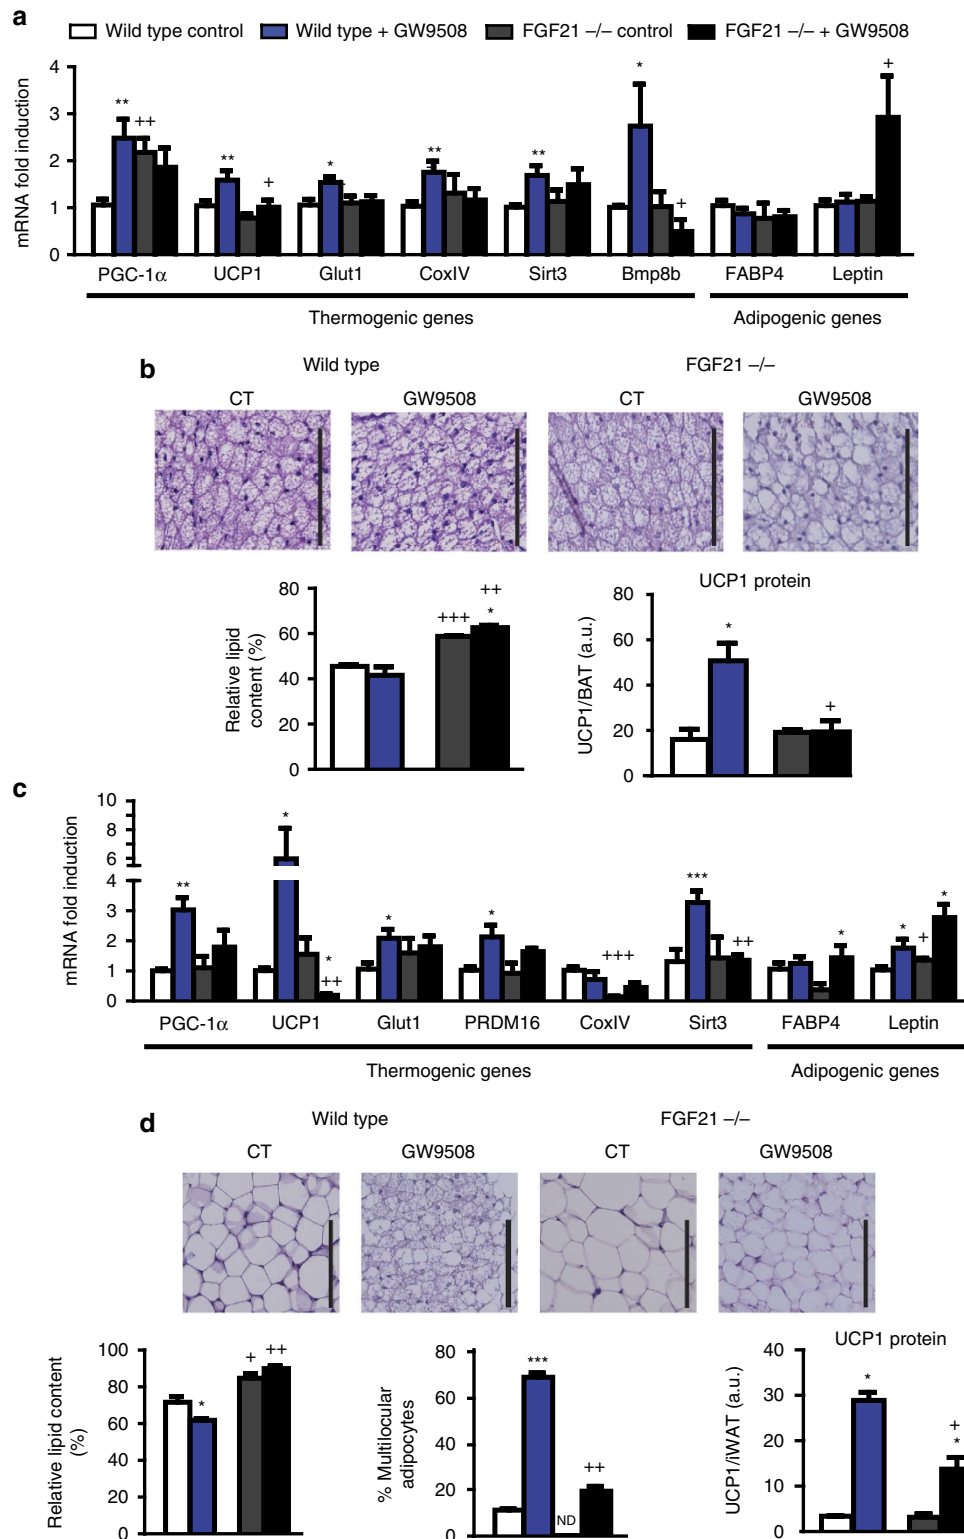 a
Wild type control
Wild type + GW9508
FGF21 –/– control
FGF21 –/– + GW9508
mRNA fold induction
4
3
2
1
0
**
++
**
+
*
**
**
*
+
+
PGC-1α
UCP1
Glut1
CoxIV
Sirt3
Bmp8b
FABP4
Leptin
Thermogenic genes
Adipogenic genes
b
Wild type
FGF21 –/–
CT
GW9508
CT
GW9508
Relative lipid
content (%)
80
60
40
20
0
+++
++
*
UCP1 protein
UCP1/BAT (a.u.)
80
60
40
20
0
*
+
c
mRNA fold induction
10
8
6
4
3
2
1
0
**
*
*
++
*
*
+++
***
++
*
*
+
*
PGC-1α
UCP1
Glut1
PRDM16
CoxIV
Sirt3
FABP4
Leptin
Thermogenic genes
Adipogenic genes
d
Wild type
FGF21 –/–
CT
GW9508
CT
GW9508
Relative lipid content
(%)
100
80
60
40
20
0
*
+
++
% Multilocular
adipocytes
80
60
40
20
0
***
ND
++
UCP1 protein
UCP1/iWAT (a.u.)
40
30
20
10
0
*
+
*